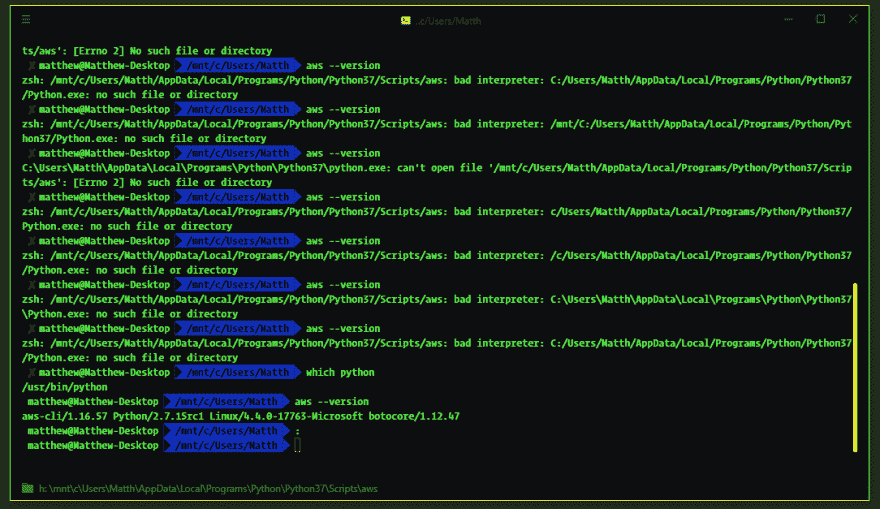 ..c/Users/Matth
ts/aws': [Errno 2] No such file or directory
✗ matthew@Matthew-Desktop /mnt/c/Users/Matth aws --version
zsh: /mnt/c/Users/Matth/AppData/Local/Programs/Python/Python37/Scripts/aws: bad interpreter: C:/Users/Matth/AppData/Local/Programs/Python/Python37
/Python.exe: no such file or directory
✗ matthew@Matthew-Desktop /mnt/c/Users/Matth aws --version
zsh: /mnt/c/Users/Matth/AppData/Local/Programs/Python/Python37/Scripts/aws: bad interpreter: /mnt/C:/Users/Matth/AppData/Local/Programs/Python/Pyt
hon37/Python.exe: no such file or directory
✗ matthew@Matthew-Desktop /mnt/c/Users/Matth aws --version
C:\Users\Matth\AppData\Local\Programs\Python\Python37\python.exe: can't open file '/mnt/c/Users/Matth/AppData/Local/Programs/Python/Python37/Scrip
ts/aws': [Errno 2] No such file or directory
✗ matthew@Matthew-Desktop /mnt/c/Users/Matth aws --version
zsh: /mnt/c/Users/Matth/AppData/Local/Programs/Python/Python37/Scripts/aws: bad interpreter: c/Users/Matth/AppData/Local/Programs/Python/Python37/
Python.exe: no such file or directory
✗ matthew@Matthew-Desktop /mnt/c/Users/Matth aws --version
zsh: /mnt/c/Users/Matth/AppData/Local/Programs/Python/Python37/Scripts/aws: bad interpreter: /c/Users/Matth/AppData/Local/Programs/Python/Python37
/Python.exe: no such file or directory
✗ matthew@Matthew-Desktop /mnt/c/Users/Matth aws --version
zsh: /mnt/c/Users/Matth/AppData/Local/Programs/Python/Python37/Scripts/aws: bad interpreter: C:\Users\Matth\AppData\Local\Programs\Python\Python37
\Python.exe: no such file or directory
✗ matthew@Matthew-Desktop /mnt/c/Users/Matth aws --version
zsh: /mnt/c/Users/Matth/AppData/Local/Programs/Python/Python37/Scripts/aws: bad interpreter: C:/Users/Matth/AppData/Local/Programs/Python/Python37
/Python.exe: no such file or directory
✗ matthew@Matthew-Desktop /mnt/c/Users/Matth which python
/usr/bin/python
matthew@Matthew-Desktop /mnt/c/Users/Matth aws --version
aws-cli/1.16.57 Python/2.7.15rc1 Linux/4.4.0-17763-Microsoft botocore/1.12.47
matthew@Matthew-Desktop /mnt/c/Users/Matth :
matthew@Matthew-Desktop /mnt/c/Users/Matth
h: \mnt\c\Users\Matth\AppData\Local\Programs\Python\Python37\Scripts\aws